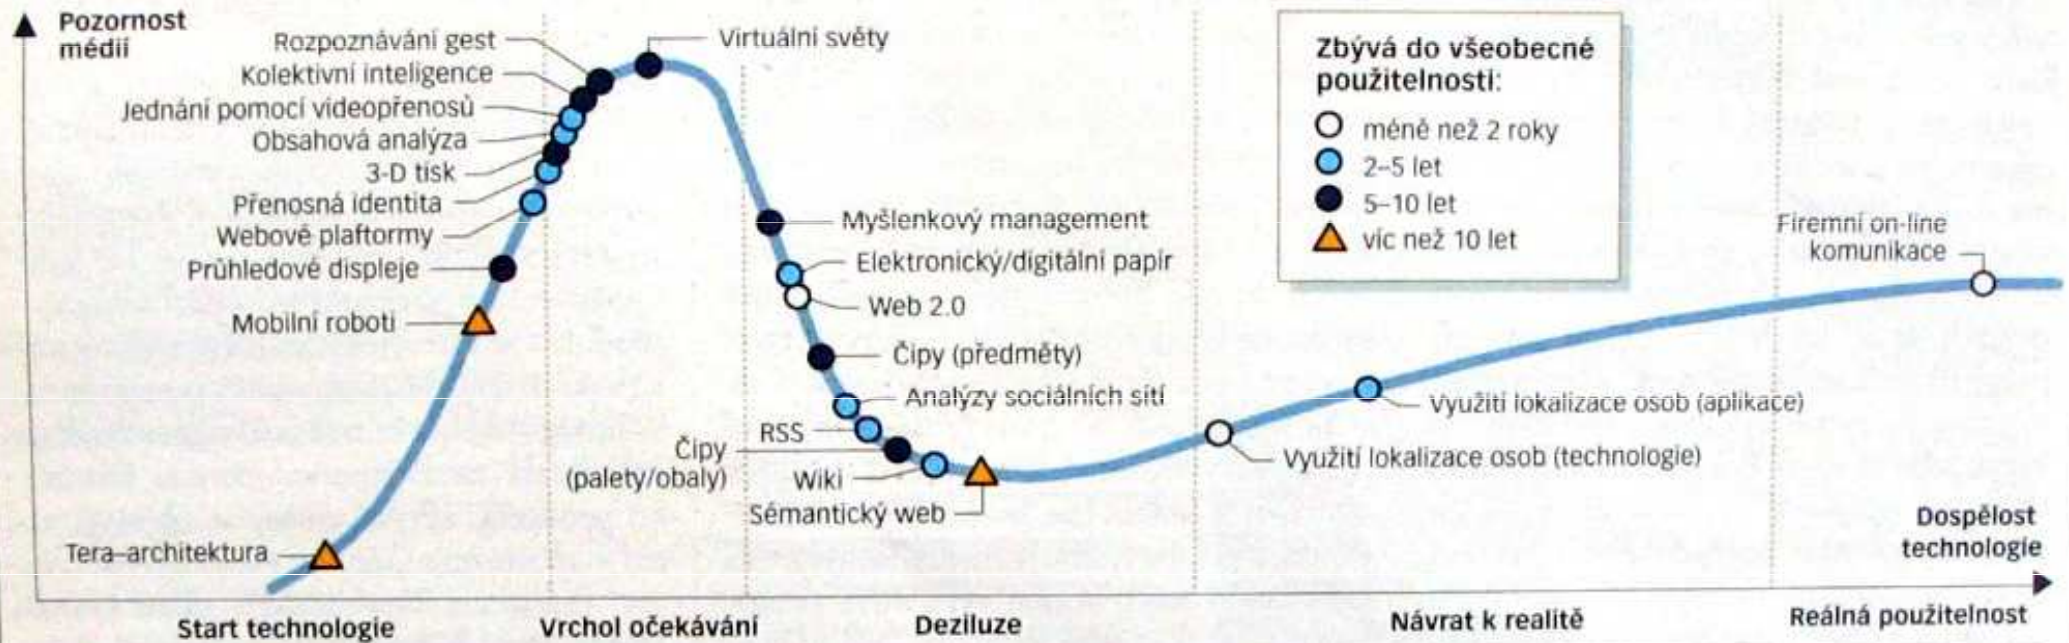 Pozornost
médií
Rozpoznávání gest
Kolektivní inteligence
Jednání pomocí videopřenosů
Obsahová analýza
3-D tisk
Přenosná identita
Webové plaftormy
Průhledové displeje
Mobilní roboti
Tera-architektura
Virtuální světy
Myšlenkový management
Elektronický/digitální papír
Web 2.0
Čipy (předměty)
Analýzy sociálních sítí
RSS
Čipy
(palety/obaly)
Wiki
Sémantický web
Zbývá do všeobecné
použitelnosti:
méně než 2 roky
2–5 let
5–10 let
víc než 10 let
Firemní on-line
komunikace
Využití lokalizace osob (aplikace)
Využití lokalizace osob (technologie)
Dospělost
technologie
Start technologie
Vrchol očekávání
Deziluze
Návrat k realitě
Reálná použitelnost